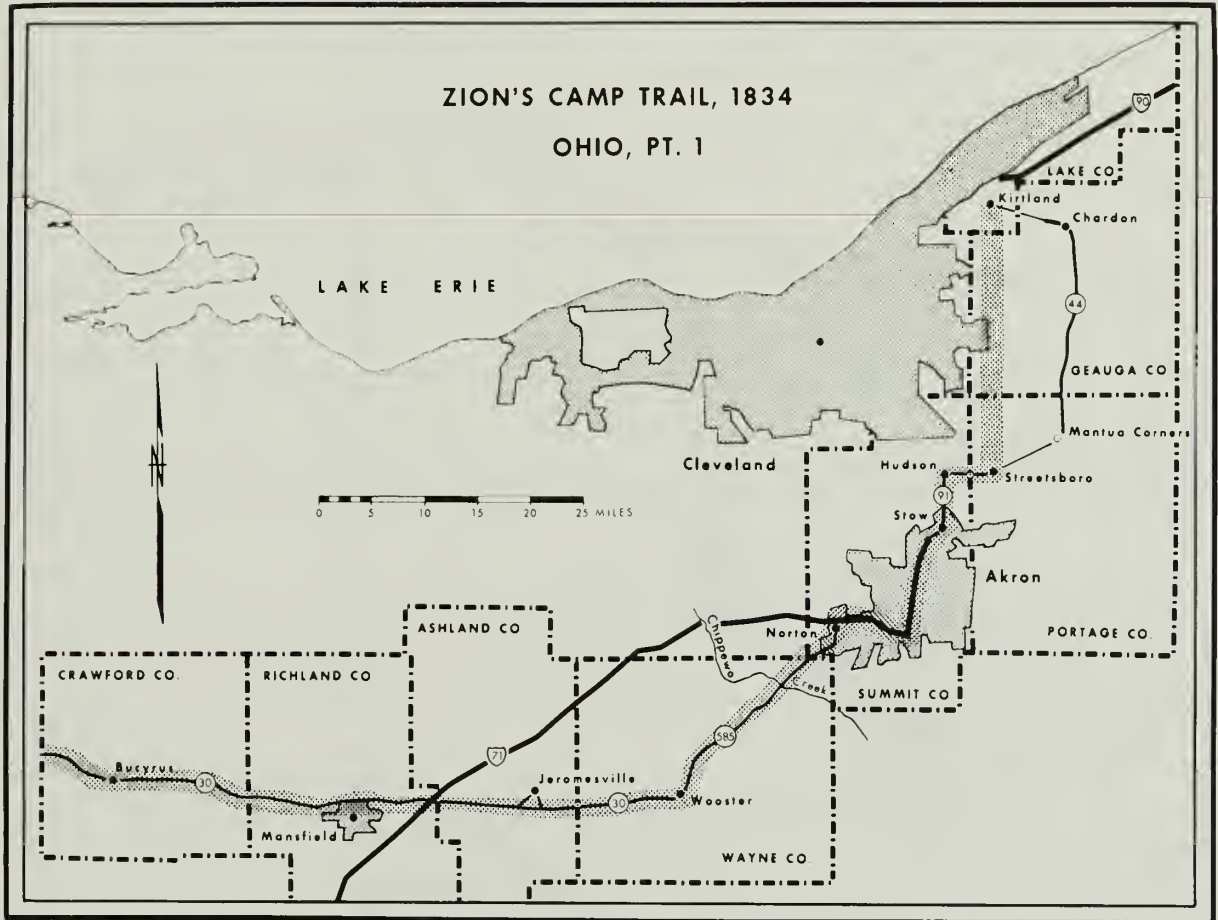 ZION'S CAMP TRAIL, 1834
OHIO, PT. 1
90
LAKE CO
Kirtland
Chardon
LAKE ERIE
44
GEAUGA CO
Mantua Corners
Cleveland
Hudson
Streetsboro
91
0 5 10 15 20 25 MILES
Stow
Akron
Chippewa
Creek
Norton
PORTAGE CO.
ASHLAND CO
CRAWFORD CO.
RICHLAND CO
SUMMIT CO
585
71
Bucyrus
30
Jeromesville
30
Wooster
Mansfield
WAYNE CO.
N